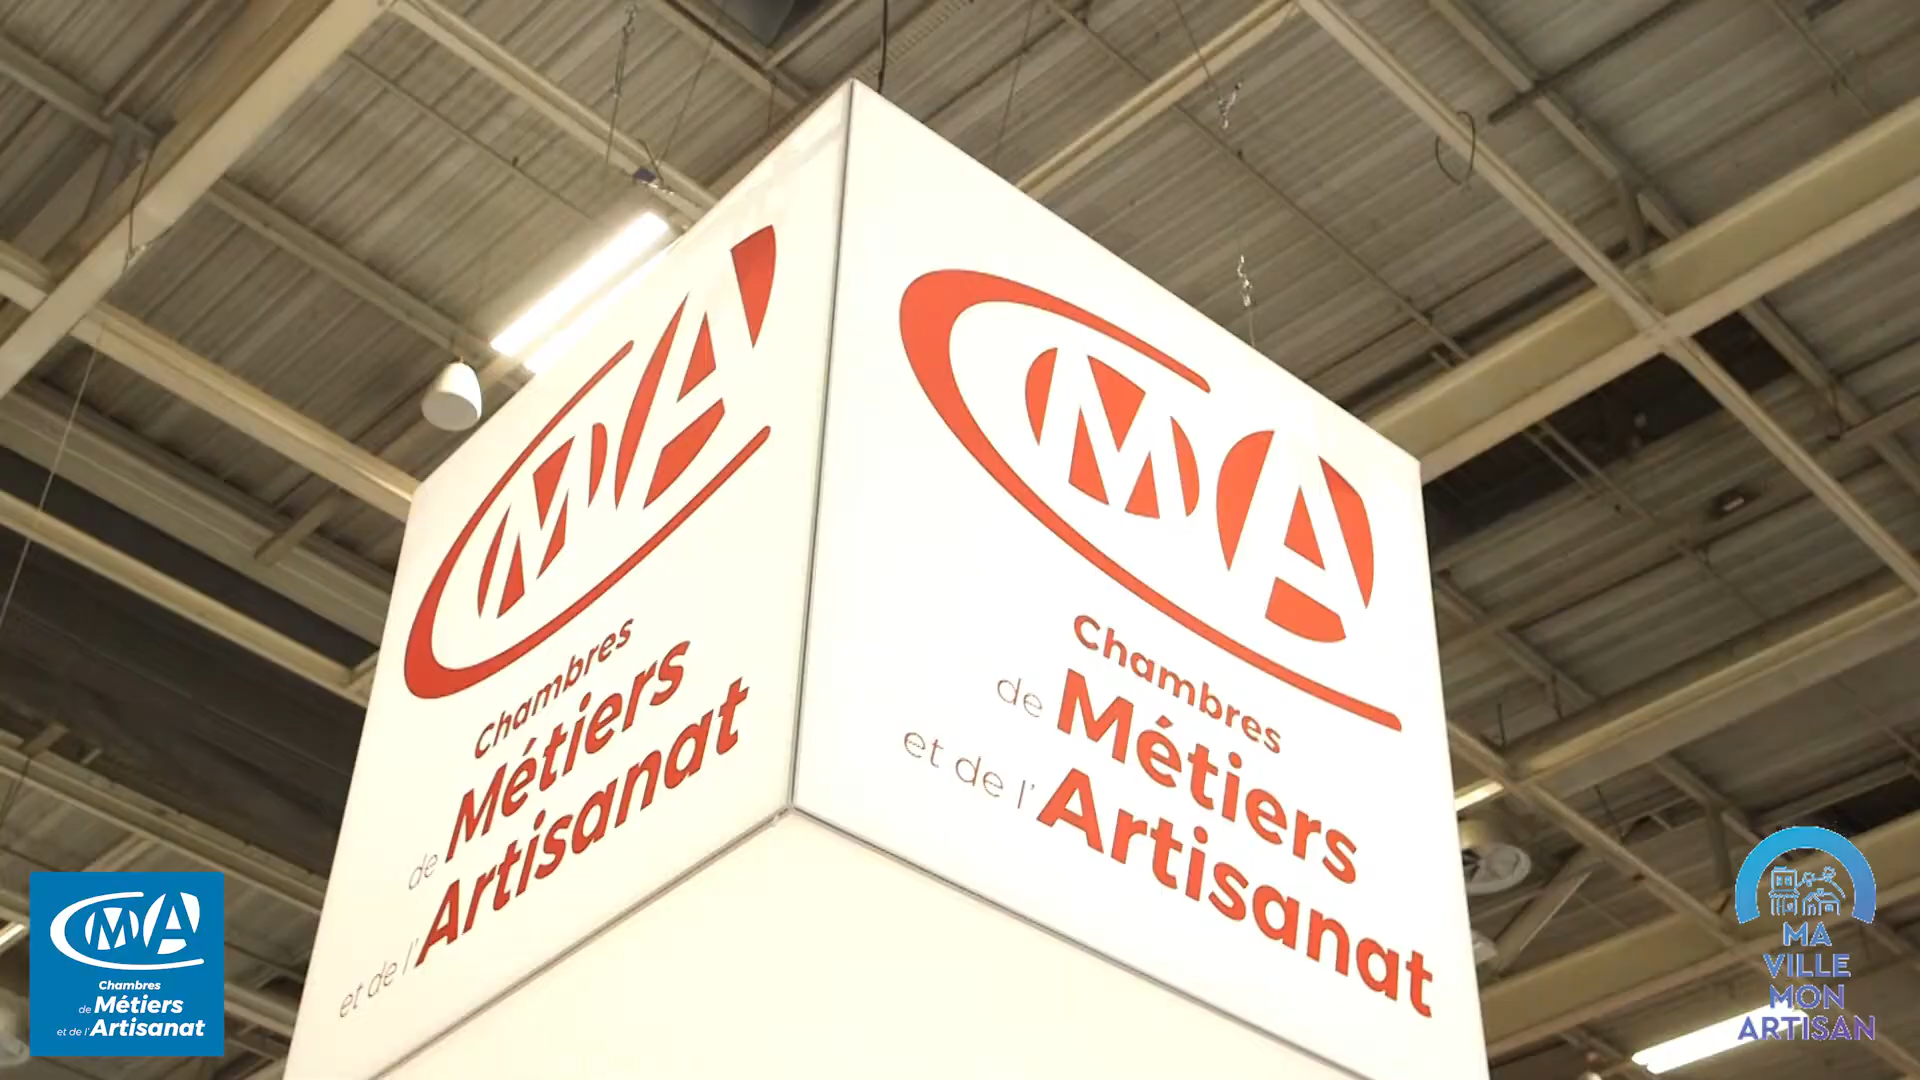 CMA
Chambres
de Métiers
et de l'Artisanat
CMA
Chambres
de Métiers
et de l'Artisanat
CMA
Chambres
de Métiers
et de l'Artisanat
MA
VILLE
MON
ARTISAN